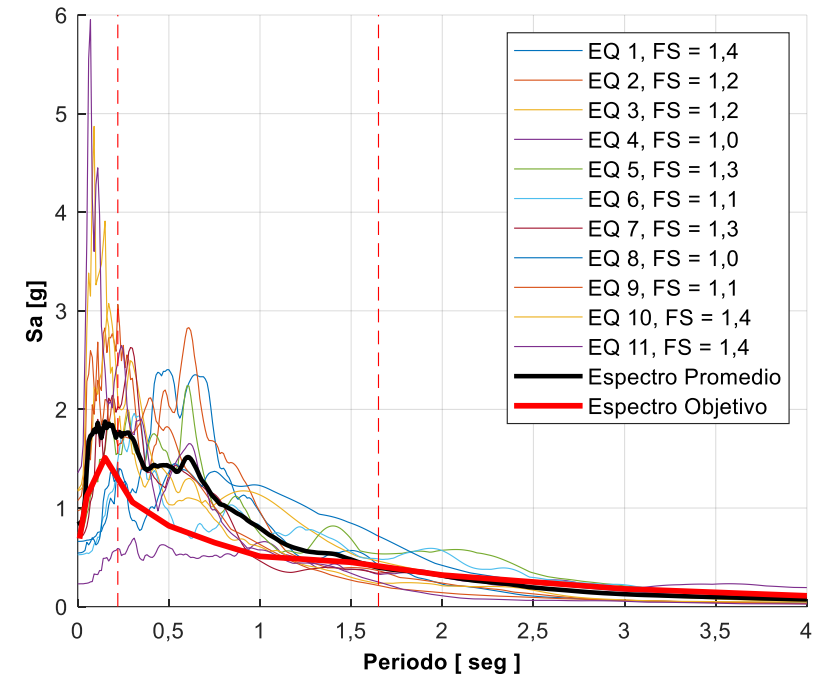 6
5
4
3
2
1
0
Sa [g]
0
0,5
1
1,5
2
2,5
3
3,5
4
Periodo [ seg ]
EQ 1, FS = 1,4
EQ 2, FS = 1,2
EQ 3, FS = 1,2
EQ 4, FS = 1,0
EQ 5, FS = 1,3
EQ 6, FS = 1,1
EQ 7, FS = 1,3
EQ 8, FS = 1,0
EQ 9, FS = 1,1
EQ 10, FS = 1,4
EQ 11, FS = 1,4
Espectro Promedio
Espectro Objetivo